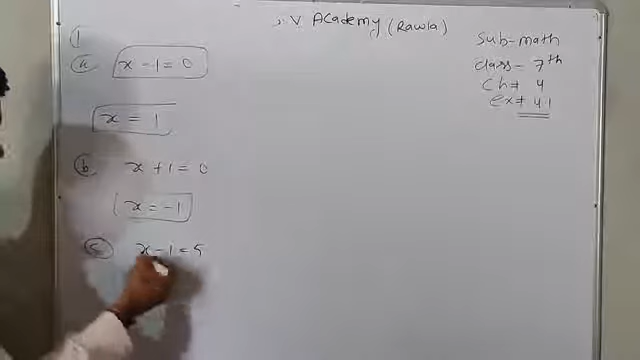 S.V Academy (Rawla)
Sub-math
class- 7th
Ch # 4
ex # 4.1
1
a x - 1 = 0
x = 1
b x + 1 = 0
x = -1
c x - 1 = 5